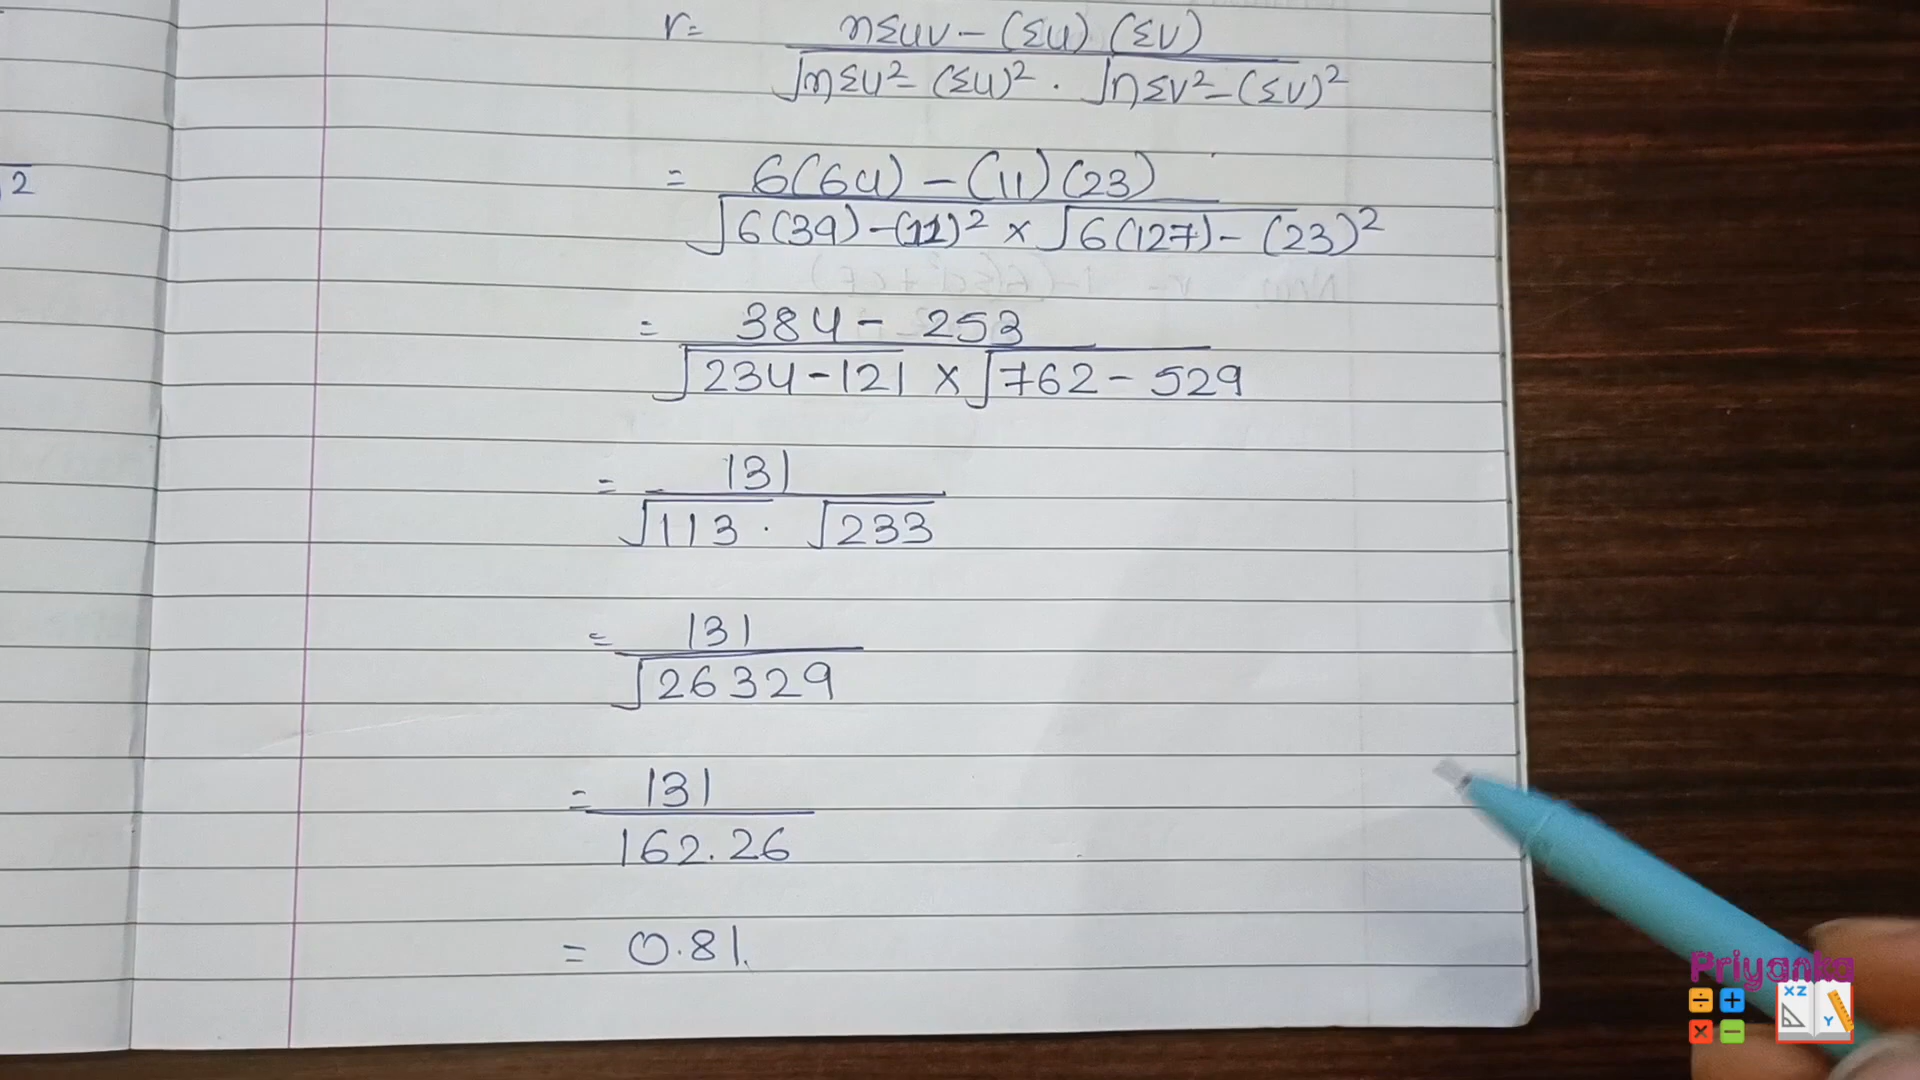 r= nΣuv - (Σu) (Σv)
√nΣu² - (Σu)² . √nΣv² - (Σv)²
2
= 6(64) - (11)(23)
√6(39) - (11)² × √6(127) - (23)²
= 384 - 253
√234 - 121 × √762 - 529
= 131
√113 . √233
= 131
√26329
= 131
162.26
= 0.81.
Priyanka
XZ
Y
÷ +
× −